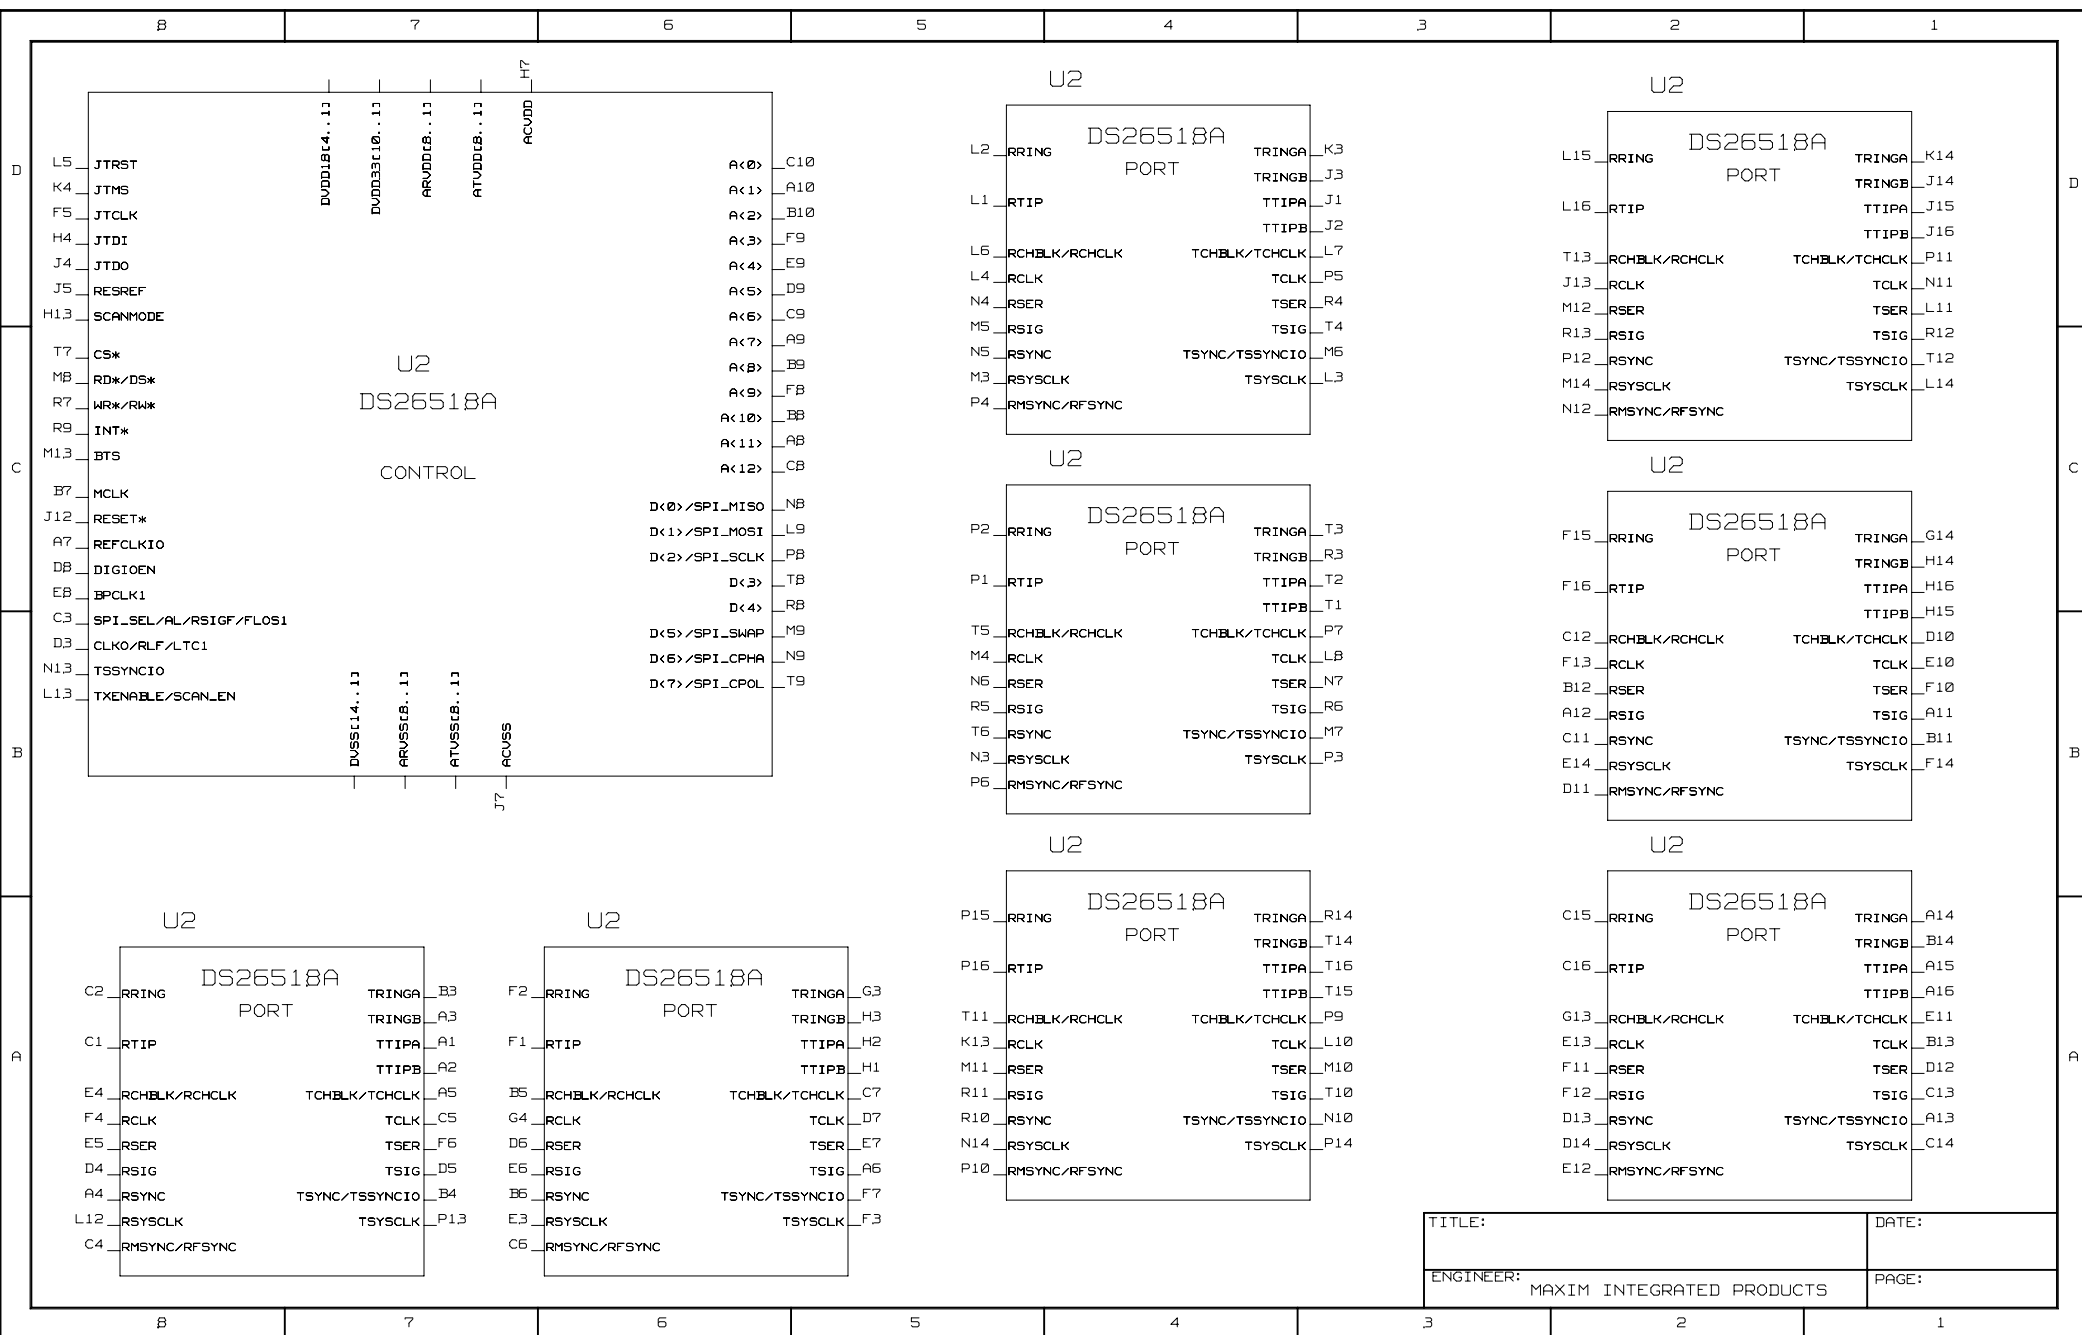 8 7 6 5 4 3 2 1
D
C
B
A
D
C
B
A
H7
DVDD18[4..1]
DVDD33[10..1]
ARVDD[8..1]
ATVDD[8..1]
ACVDD
L5 JTRST
K4 JTMS
F5 JTCLK
H4 JTDI
J4 JTDO
J5 RESREF
H13 SCANMODE
T7 CS*
M8 RD*/DS*
R7 WR*/RW*
R9 INT*
M13 BTS
B7 MCLK
J12 RESET*
A7 REFCLKIO
D8 DIGIOEN
E8 BPCLK1
C3 SPI_SEL/AL/RSIGF/FLOS1
D3 CLKO/RLF/LTC1
N13 TSSYNCIO
L13 TXENABLE/SCAN_EN
U2
DS26518A
CONTROL
A<0> C10
A<1> A10
A<2> B10
A<3> F9
A<4> E9
A<5> D9
A<6> C9
A<7> A9
A<8> B9
A<9> F8
A<10> B8
A<11> A8
A<12> C8
D<0>/SPI_MISO N8
D<1>/SPI_MOSI L9
D<2>/SPI_SCLK P8
D<3> T8
D<4> R8
D<5>/SPI_SWAP M9
D<6>/SPI_CPHA N9
D<7>/SPI_CPOL T9
DVSS[14..1]
ARVSS[8..1]
ATVSS[8..1]
ACVSS
J7
U2
DS26518A
PORT
L2 RRING TRINGA K3
TRINGB J3
L1 RTIP TTIPA J1
TTIPB J2
L6 RCHBLK/RCHCLK TCHBLK/TCHCLK L7
L4 RCLK TCLK P5
N4 RSER TSER R4
M5 RSIG TSIG T4
N5 RSYNC TSYNC/TSSYNCIO M6
M3 RSYSCLK TSYSCLK L3
P4 RMSYNC/RFSYNC
U2
DS26518A
PORT
L15 RRING TRINGA K14
TRINGB J14
L16 RTIP TTIPA J15
TTIPB J16
T13 RCHBLK/RCHCLK TCHBLK/TCHCLK P11
J13 RCLK TCLK N11
M12 RSER TSER L11
R13 RSIG TSIG R12
P12 RSYNC TSYNC/TSSYNCIO T12
M14 RSYSCLK TSYSCLK L14
N12 RMSYNC/RFSYNC
U2
DS26518A
PORT
P2 RRING TRINGA T3
TRINGB R3
P1 RTIP TTIPA T2
TTIPB T1
T5 RCHBLK/RCHCLK TCHBLK/TCHCLK P7
M4 RCLK TCLK L8
N6 RSER TSER N7
R5 RSIG TSIG R6
T6 RSYNC TSYNC/TSSYNCIO M7
N3 RSYSCLK TSYSCLK P3
P6 RMSYNC/RFSYNC
U2
DS26518A
PORT
F15 RRING TRINGA G14
TRINGB H14
F16 RTIP TTIPA H16
TTIPB H15
C12 RCHBLK/RCHCLK TCHBLK/TCHCLK D10
F13 RCLK TCLK E10
B12 RSER TSER F10
A12 RSIG TSIG A11
C11 RSYNC TSYNC/TSSYNCIO B11
E14 RSYSCLK TSYSCLK F14
D11 RMSYNC/RFSYNC
U2
DS26518A
PORT
C2 RRING TRINGA B3
TRINGB A3
C1 RTIP TTIPA A1
TTIPB A2
E4 RCHBLK/RCHCLK TCHBLK/TCHCLK A5
F4 RCLK TCLK C5
E5 RSER TSER F6
D4 RSIG TSIG D5
A4 RSYNC TSYNC/TSSYNCIO B4
L12 RSYSCLK TSYSCLK P13
C4 RMSYNC/RFSYNC
U2
DS26518A
PORT
F2 RRING TRINGA G3
TRINGB H3
F1 RTIP TTIPA H2
TTIPB H1
B5 RCHBLK/RCHCLK TCHBLK/TCHCLK C7
G4 RCLK TCLK D7
D6 RSER TSER E7
E6 RSIG TSIG A6
B6 RSYNC TSYNC/TSSYNCIO F7
E3 RSYSCLK TSYSCLK F3
C6 RMSYNC/RFSYNC
U2
DS26518A
PORT
P15 RRING TRINGA R14
TRINGB T14
P16 RTIP TTIPA T16
TTIPB T15
T11 RCHBLK/RCHCLK TCHBLK/TCHCLK P9
K13 RCLK TCLK L10
M11 RSER TSER M10
R11 RSIG TSIG T10
R10 RSYNC TSYNC/TSSYNCIO N10
N14 RSYSCLK TSYSCLK P14
P10 RMSYNC/RFSYNC
U2
DS26518A
PORT
C15 RRING TRINGA A14
TRINGB B14
C16 RTIP TTIPA A15
TTIPB A16
G13 RCHBLK/RCHCLK TCHBLK/TCHCLK E11
E13 RCLK TCLK B13
F11 RSER TSER D12
F12 RSIG TSIG C13
D13 RSYNC TSYNC/TSSYNCIO A13
D14 RSYSCLK TSYSCLK C14
E12 RMSYNC/RFSYNC
TITLE: DATE:
ENGINEER: MAXIM INTEGRATED PRODUCTS PAGE:
8 7 6 5 4 3 2 1